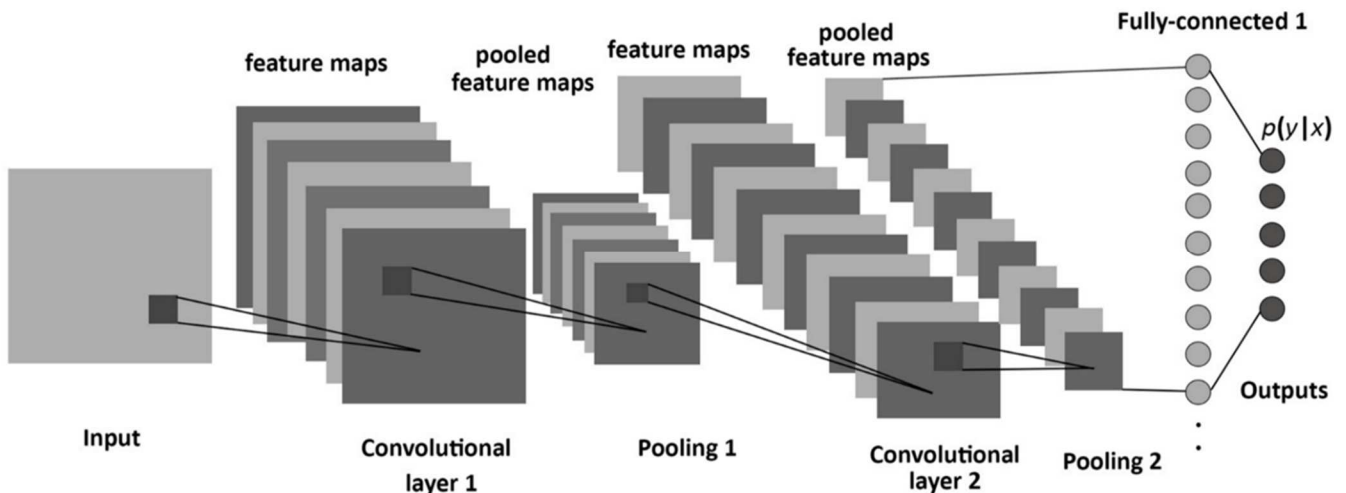 Fully-connected 1
feature maps
pooled
feature maps
feature maps
pooled
feature maps
p(y|x)
Input
Convolutional
layer 1
Pooling 1
Convolutional
layer 2
Pooling 2
Outputs